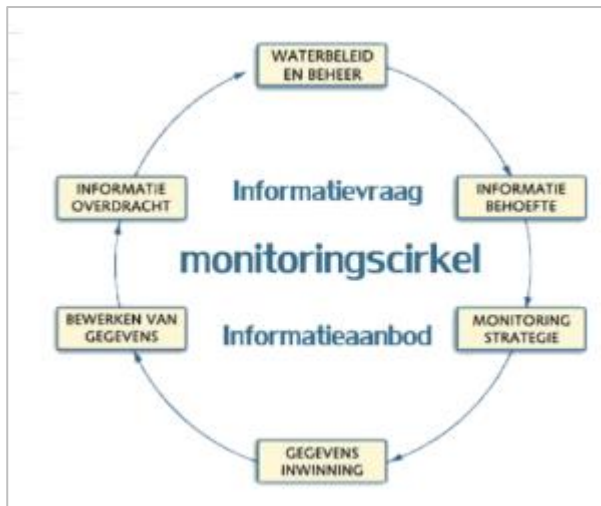 WATERBELEID
EN BEHEER
INFORMATIE
OVERDRACHT
Informatievraag
INFORMATIE
BEHOEFTE
monitoringscirkel
BEWERKEN VAN
GEGEVENS
Informatieaanbod
MONITORING
STRATEGIE
GEGEVENS
INWINNING